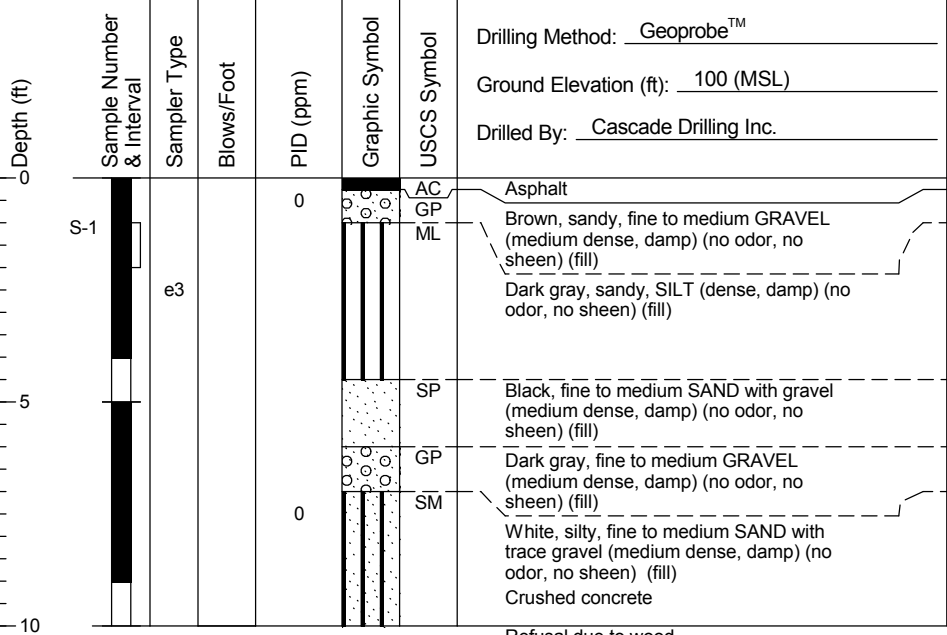 Depth (ft)
Sample Number
& Interval
Sampler Type
Blows/Foot
PID (ppm)
Graphic Symbol
USCS Symbol
Drilling Method: Geoprobe™
Ground Elevation (ft): 100 (MSL)
Drilled By: Cascade Drilling Inc.
0
S-1
e3
0
AC
Asphalt
GP
Brown, sandy, fine to medium GRAVEL
(medium dense, damp) (no odor, no
sheen) (fill)
ML
Dark gray, sandy, SILT (dense, damp) (no
odor, no sheen) (fill)
5
SP
Black, fine to medium SAND with gravel
(medium dense, damp) (no odor, no
sheen) (fill)
GP
Dark gray, fine to medium GRAVEL
(medium dense, damp) (no odor, no
sheen) (fill)
0
SM
White, silty, fine to medium SAND with
trace gravel (medium dense, damp) (no
odor, no sheen) (fill)
Crushed concrete
10
Refusal due to wood